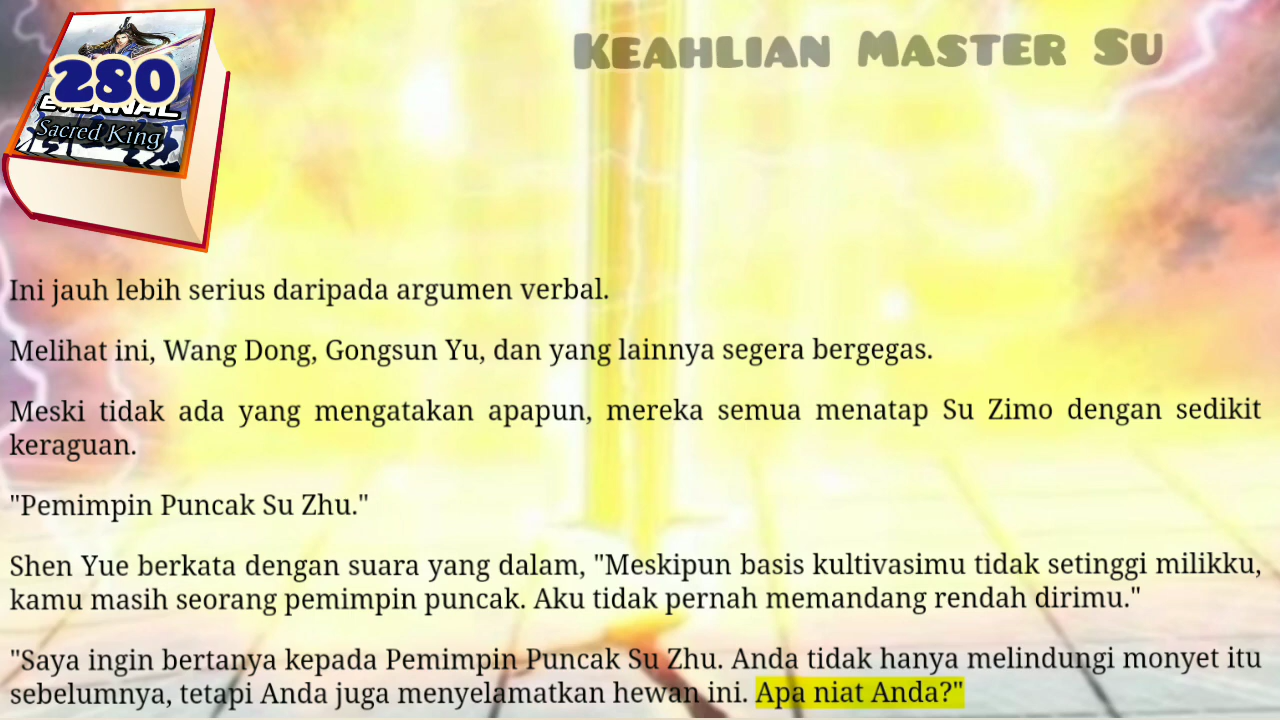 Keahlian Master Su
280
ETERNAL
Sacred King
Ini jauh lebih serius daripada argumen verbal.
Melihat ini, Wang Dong, Gongsun Yu, dan yang lainnya segera bergegas.
Meski tidak ada yang mengatakan apapun, mereka semua menatap Su Zimo dengan sedikit
keraguan.
"Pemimpin Puncak Su Zhu."
Shen Yue berkata dengan suara yang dalam, "Meskipun basis kultivasimu tidak setinggi milikku,
kamu masih seorang pemimpin puncak. Aku tidak pernah memandang rendah dirimu."
"Saya ingin bertanya kepada Pemimpin Puncak Su Zhu. Anda tidak hanya melindungi monyet itu
sebelumnya, tetapi Anda juga menyelamatkan hewan ini. Apa niat Anda?"